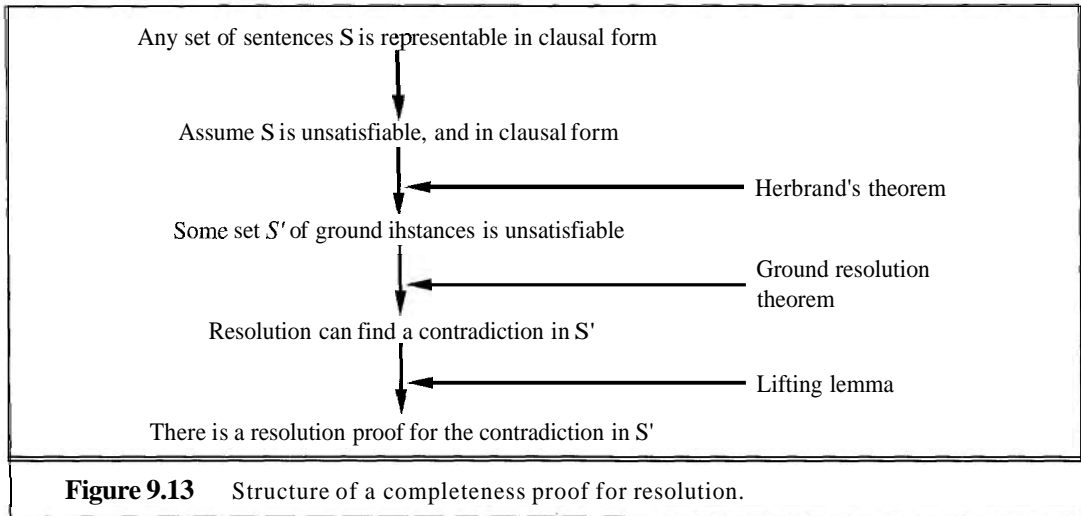 Any set of sentences S is representable in clausal form
Assume S is unsatisfiable, and in clausal form
Herbrand's theorem
Some set S' of ground ihstances is unsatisfiable
Ground resolution
theorem
Resolution can find a contradiction in S'
Lifting lemma
There is a resolution proof for the contradiction in S'
Figure 9.13 Structure of a completeness proof for resolution.